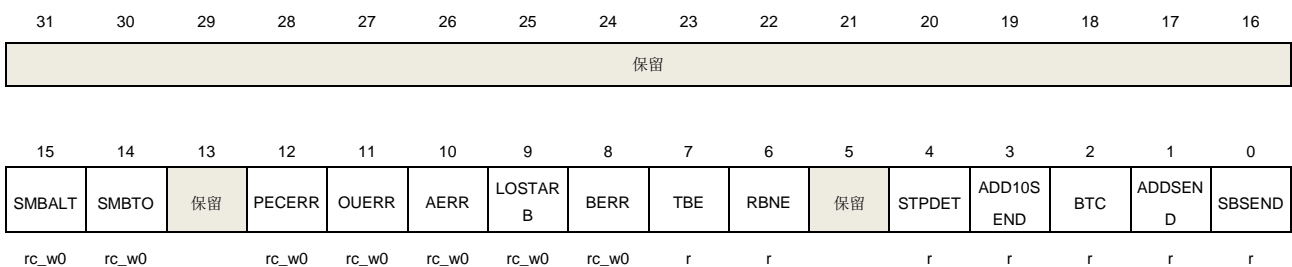 31 30 29 28 27 26 25 24 23 22 21 20 19 18 17 16
保留
15 14 13 12 11 10 9 8 7 6 5 4 3 2 1 0
SMBALT SMBTO 保留 PECERR OUERR AERR LOSTAR BERR TBE RBNE 保留 STPDET ADD10S BTC ADDSEN SBSEND
B END D
rc_w0 rc_w0 rc_w0 rc_w0 rc_w0 rc_w0 rc_w0 r r r r r r r